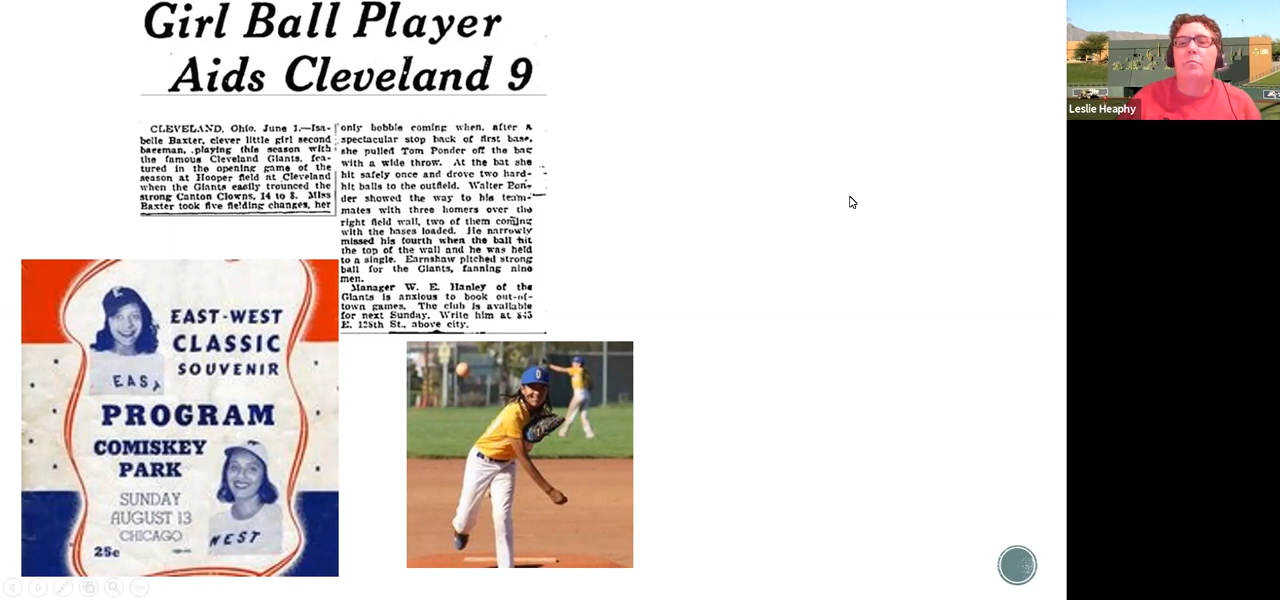 Girl Ball Player
Aids Cleveland 9
CLEVELAND, Ohio, June 1.—Isa-
belle Baxter, clever little girl second
baseman, playing this season with
the famous Cleveland Giants, fea-
tured in the opening game of the
season at Hooper field at Cleveland
when the Giants easily trounced the
strong Canton Clowns, 14 to 8. Miss
Baxter took five fielding changes, her
only bobble coming when, after a
spectacular stop back of first base,
she pulled Tom Ponder off the bag
with a wide throw. At the bat she
hit safely once and drove two hard-
hit balls to the outfield. Walter Bon-
der showed the way to his team-
mates with three homers over the
right field wall, two of them coming
with the bases loaded. He narrowly
missed his fourth when the ball hit
the top of the wall and he was held
to a single. Earnshaw pitched strong
ball for the Giants, fanning nine
men.
Manager W. E. Hanley of the
Giants is anxious to book out-of-
town games. The club is available
for next Sunday. Write him at
E. 128th St., above city.
EAST-WEST
CLASSIC
SOUVENIR
EAST
PROGRAM
COMISKEY
PARK
SUNDAY
AUGUST 13
CHICAGO
25c
WEST
Leslie Heaphy